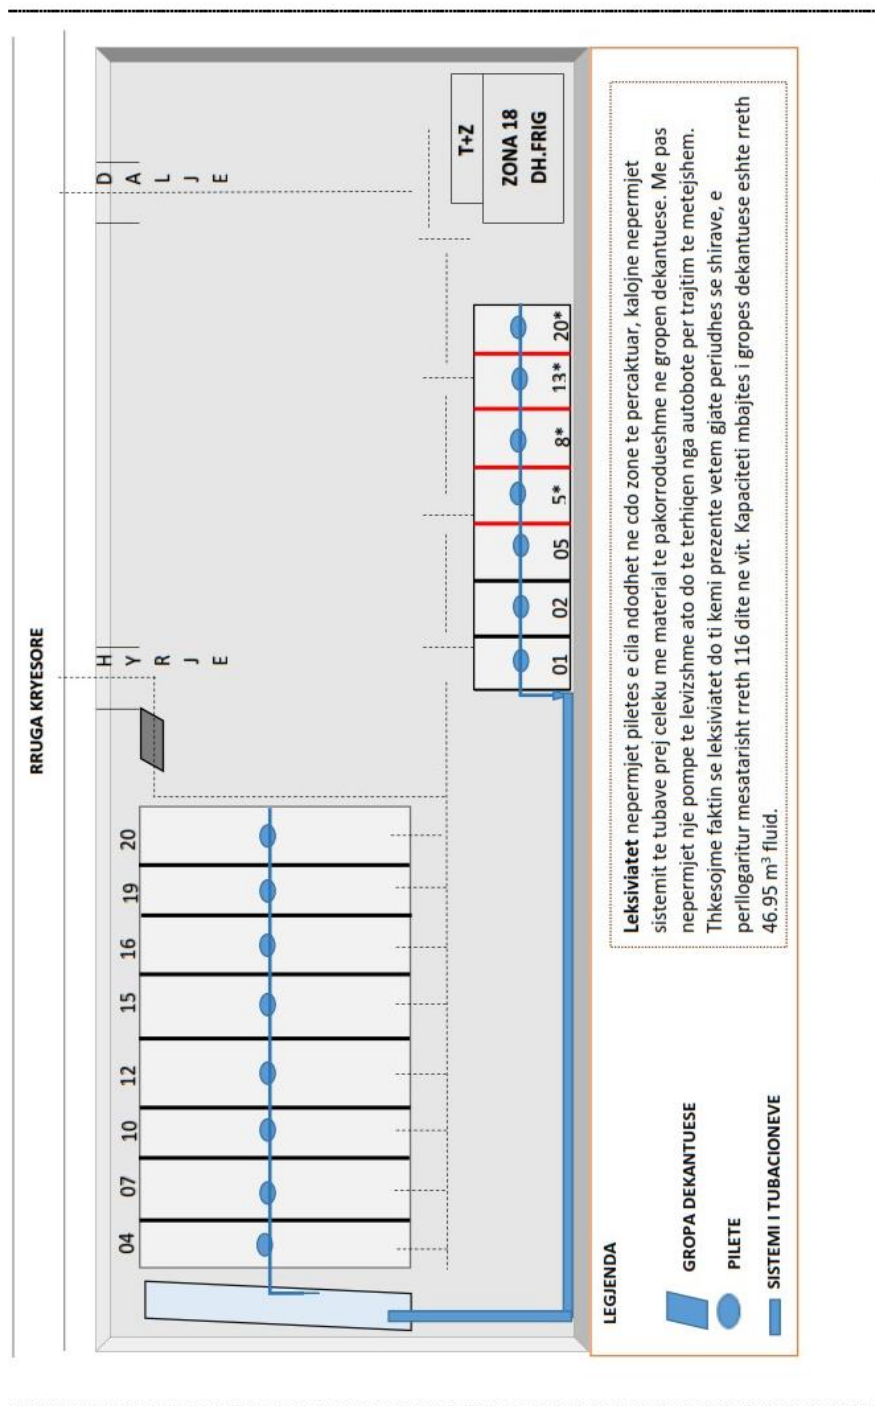 RRUGA KRYESORE
HYRJE
DALJE
04
07
10
12
15
16
19
20
01
02
05
5*
8*
13*
20*
T+Z
ZONA 18
DH.FRIG
LEGJENDA
GROPA DEKANTUESE
PILETE
SISTEMI I TUBACIONEVE
Leksiviatet nepermjet piletes e cila ndodhet ne cdo zone te percaktuar, kalojne nepermjet
sistemit te tubave prej celeku me material te pakorrodueshme ne gropen dekantuese. Me pas
nepermjet nje pompe te levizshme ato do te terhiqen nga autobote per trajtim te metejshem.
Thkesojme faktin se leksiviatet do ti kemi prezente vetem gjate periudhes se shirave, e
perllogaritur mesatarisht rreth 116 dite ne vit. Kapaciteti mbajtes i gropes dekantuese eshte rreth
46.95 m³ fluid.